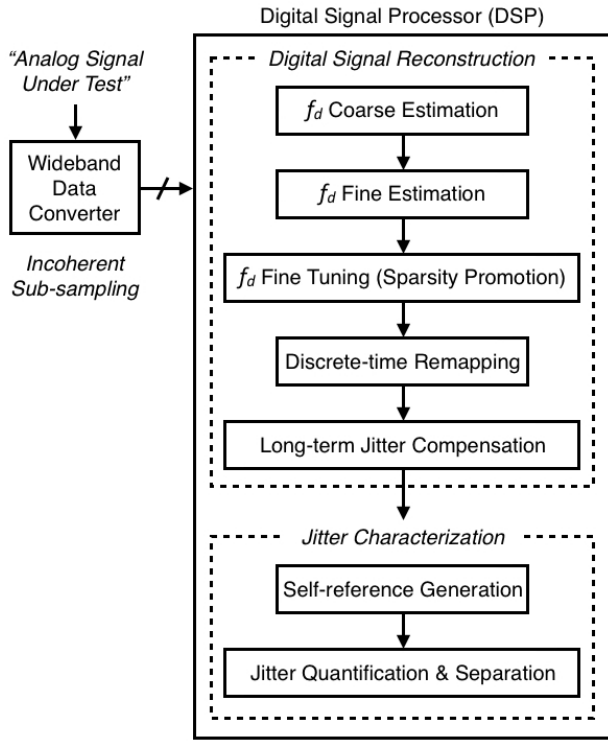 Digital Signal Processor (DSP)
“Analog Signal
Under Test”
Wideband
Data
Converter
Incoherent
Sub-sampling
Digital Signal Reconstruction
fd Coarse Estimation
fd Fine Estimation
fd Fine Tuning (Sparsity Promotion)
Discrete-time Remapping
Long-term Jitter Compensation
Jitter Characterization
Self-reference Generation
Jitter Quantification & Separation